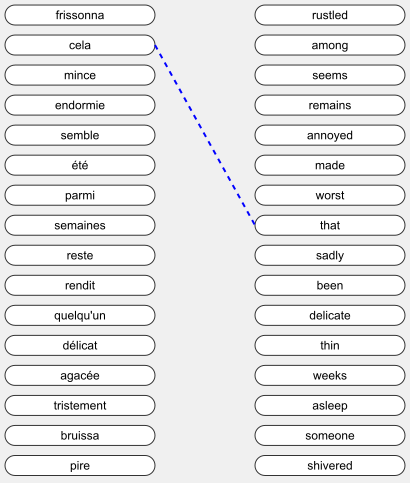 frissonna rustled
cela among
mince seems
endormie remains
semble annoyed
été made
parmi worst
semaines that
reste sadly
rendit been
quelqu'un delicate
délicat thin
agacée weeks
tristement asleep
bruissa someone
pire shivered